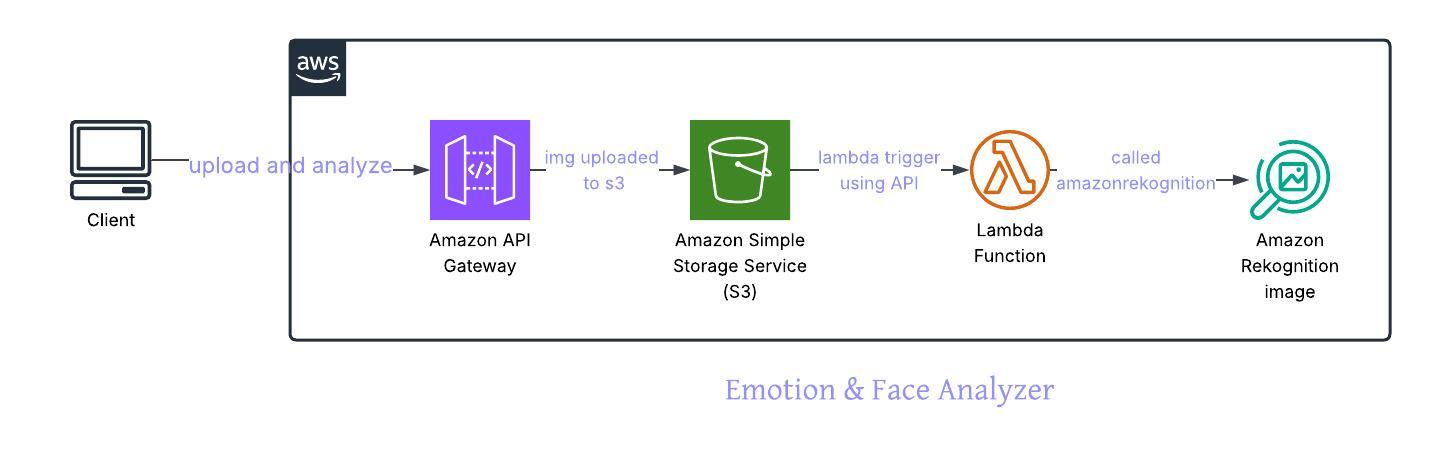 aws
upload and analyze
img uploaded
to s3
lambda trigger
using API
called
amazonrekognition
Client
Amazon API
Gateway
Amazon Simple
Storage Service
(S3)
Lambda
Function
Amazon
Rekognition
image
Emotion & Face Analyzer